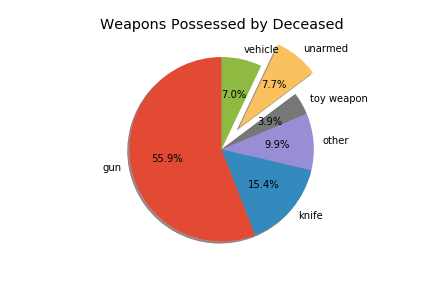 Weapons Possessed by Deceased
vehicle
unarmed
7.0%
7.7%
toy weapon
3.9%
other
9.9%
gun
55.9%
15.4%
knife